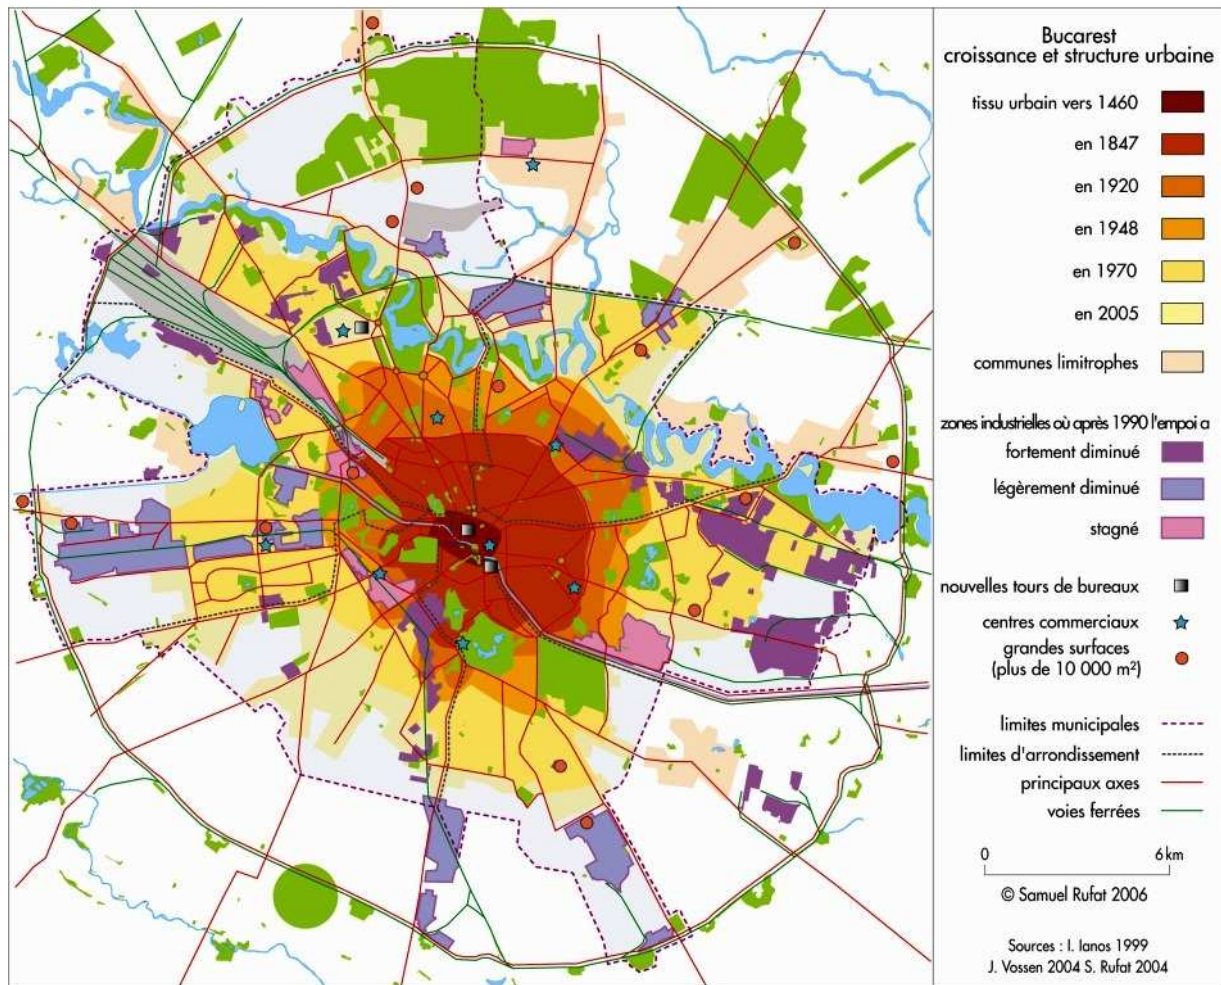 Bucarest
croissance et structure urbaine
tissu urbain vers 1460
en 1847
en 1920
en 1948
en 1970
en 2005
communes limitrophes
zones industrielles où après 1990 l'empoi a
fortement diminué
légèrement diminué
stagné
nouvelles tours de bureaux
centres commerciaux
grandes surfaces
(plus de 10 000 m²)
limites municipales
limites d'arrondissement
principaux axes
voies ferrées
0 6 km
© Samuel Rufat 2006
Sources : I. Ianos 1999
J. Vossen 2004 S. Rufat 2004